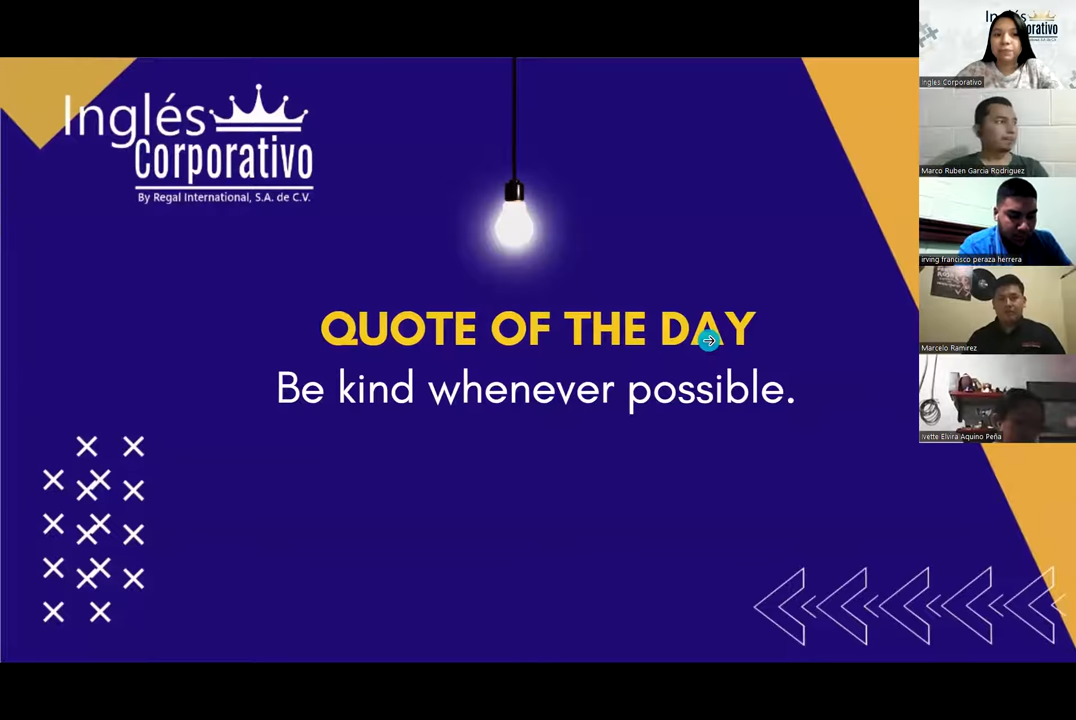 Inglés
Corporativo
By Regal International, S.A. de C.V.
QUOTE OF THE DAY
Be kind whenever possible.
Inglés Corporativo
Marco Ruben Garcia Rodriguez
irving francisco peraza herrera
Marcelo Ramirez
Ivette Elvira Aquino Peña